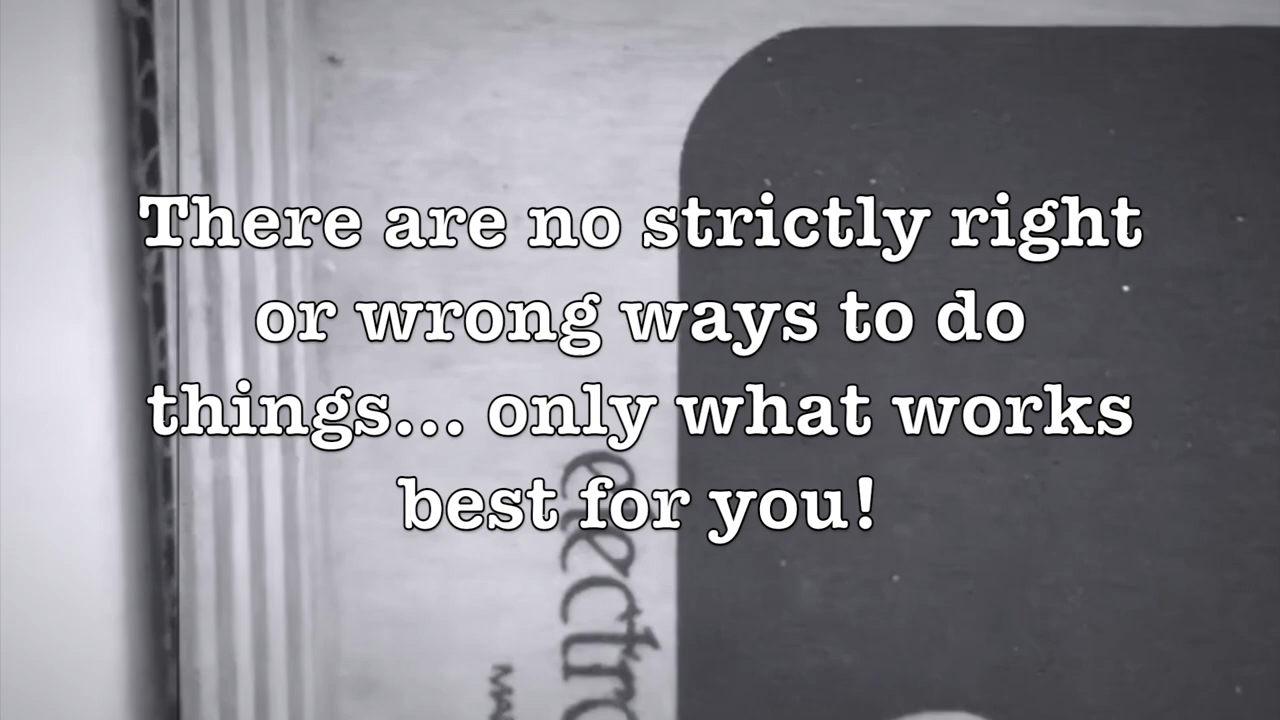 There are no strictly right
or wrong ways to do
things... only what works
best for you!